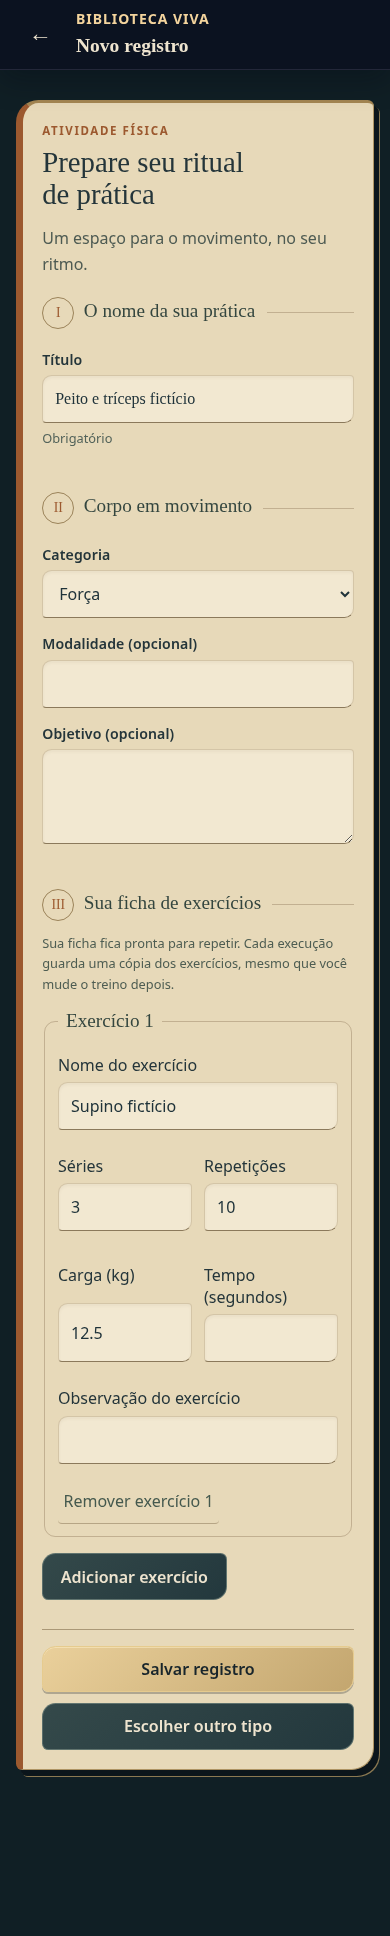 ←
BIBLIOTECA VIVA
Novo registro
ATIVIDADE FÍSICA
Prepare seu ritual
de prática
Um espaço para o movimento, no seu
ritmo.
I O nome da sua prática
Título
Peito e tríceps fictício
Obrigatório
II Corpo em movimento
Categoria
Força
Modalidade (opcional)
Objetivo (opcional)
III Sua ficha de exercícios
Sua ficha fica pronta para repetir. Cada execução
guarda uma cópia dos exercícios, mesmo que você
mude o treino depois.
Exercício 1
Nome do exercício
Supino fictício
Séries Repetições
3 10
Carga (kg) Tempo
(segundos)
12.5
Observação do exercício
Remover exercício 1
Adicionar exercício
Salvar registro
Escolher outro tipo